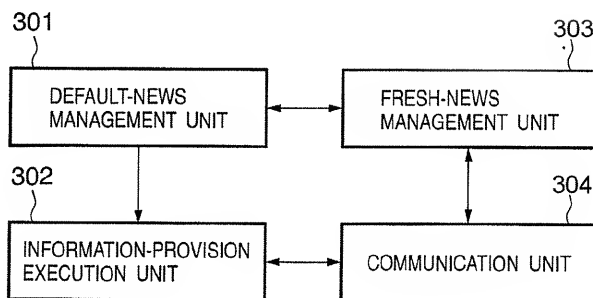 301
303
DEFAULT-NEWS
MANAGEMENT UNIT
FRESH-NEWS
MANAGEMENT UNIT
302
304
INFORMATION-PROVISION
EXECUTION UNIT
COMMUNICATION UNIT